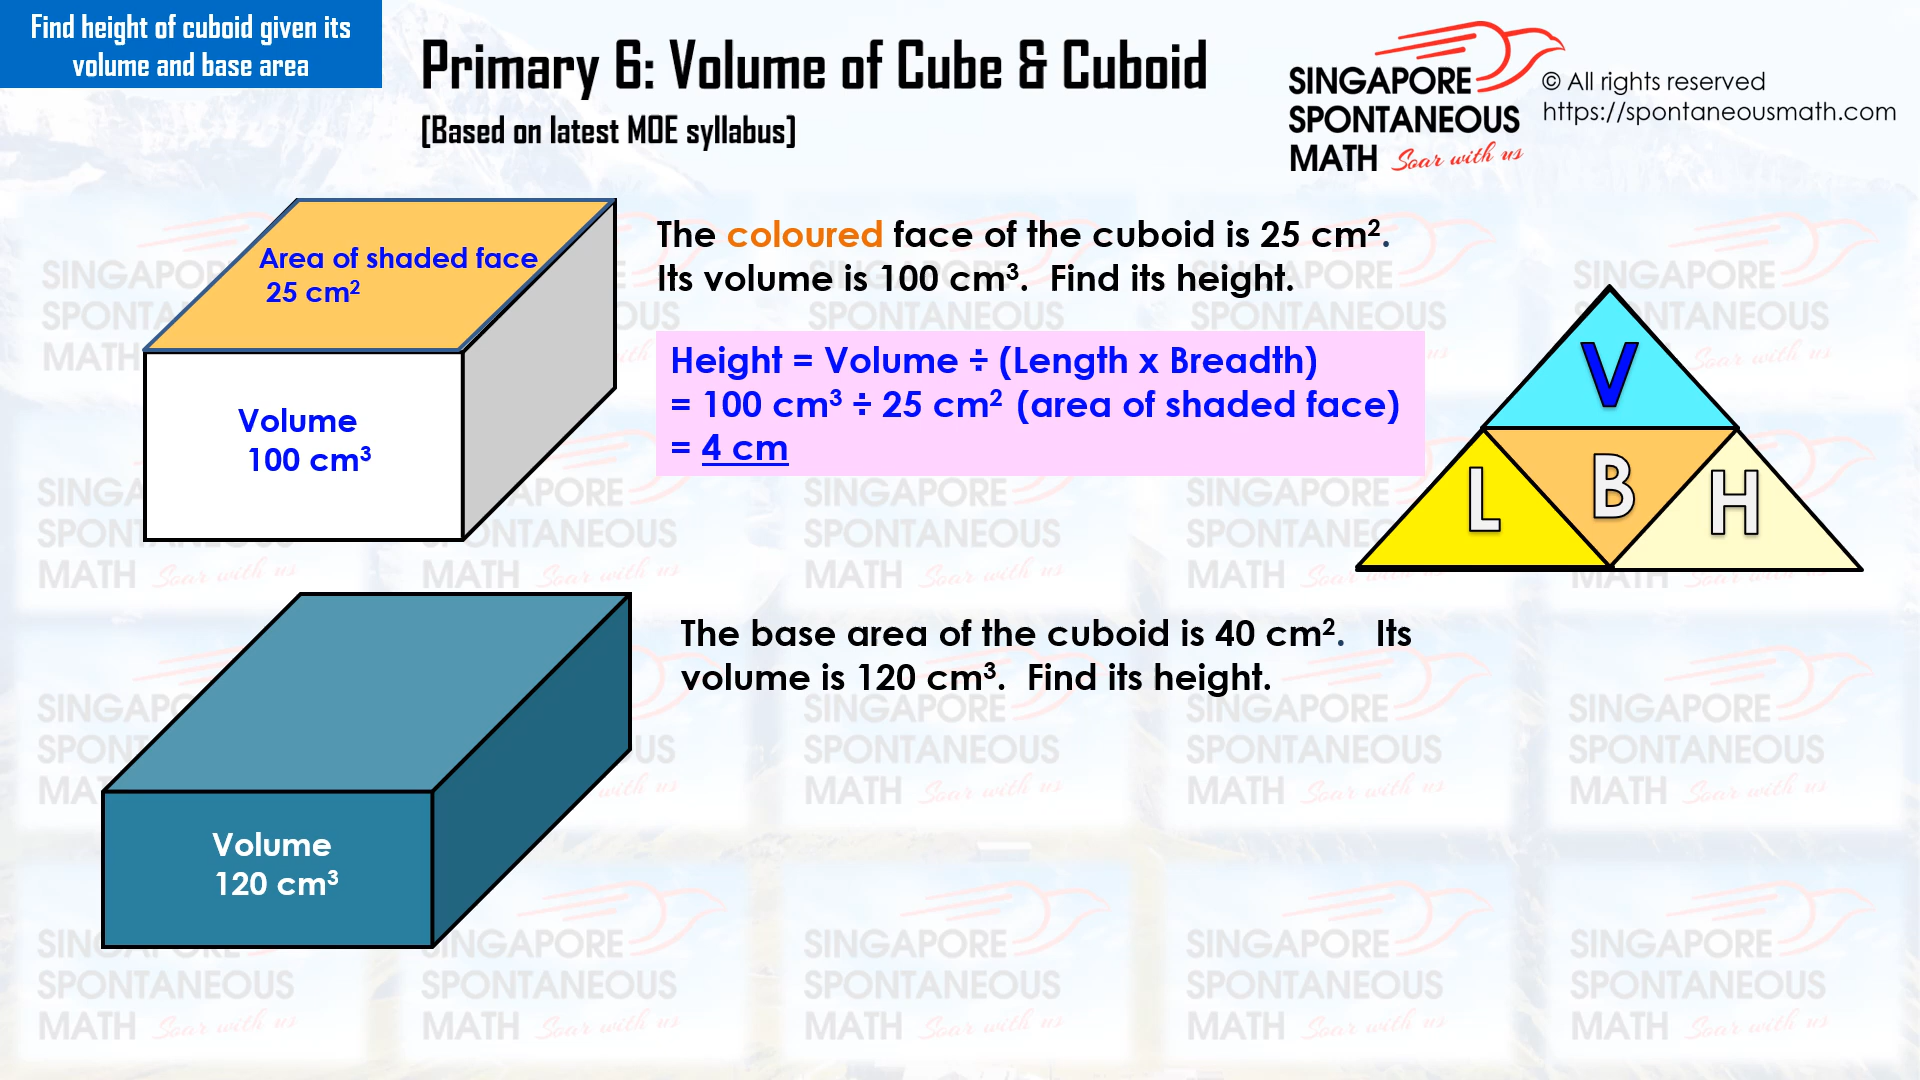 Find height of cuboid given its
volume and base area
Primary 6: Volume of Cube & Cuboid
[Based on latest MOE syllabus]
SINGAPORE
SPONTANEOUS
MATH Soar with us
© All rights reserved
https://spontaneousmath.com
Area of shaded face
25 cm²
Volume
100 cm³
The coloured face of the cuboid is 25 cm².
Its volume is 100 cm³. Find its height.
Height = Volume ÷ (Length x Breadth)
= 100 cm³ ÷ 25 cm² (area of shaded face)
= 4 cm
V
L B H
Volume
120 cm³
The base area of the cuboid is 40 cm². Its
volume is 120 cm³. Find its height.